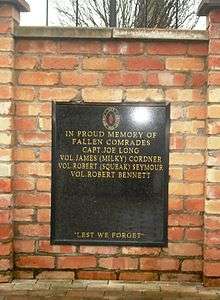 IN PROUD MEMORY OF
FALLEN COMRADES
CAPT. JOE LONG
VOL. JAMES (MILKY) CORDNER
VOL. ROBERT (SQUEAK) SEYMOUR
VOL. ROBERT BENNETT
"LEST WE FORGET"